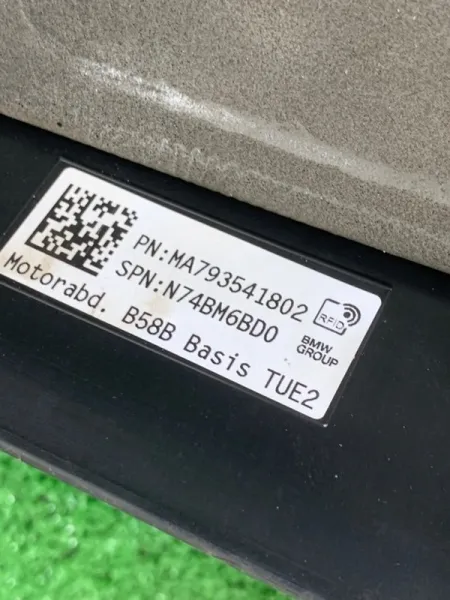 PN:MA793541802
SPN:N74BM6BD0
Motorabd. B58B Basis TUE2
RFID
BMW
GROUP